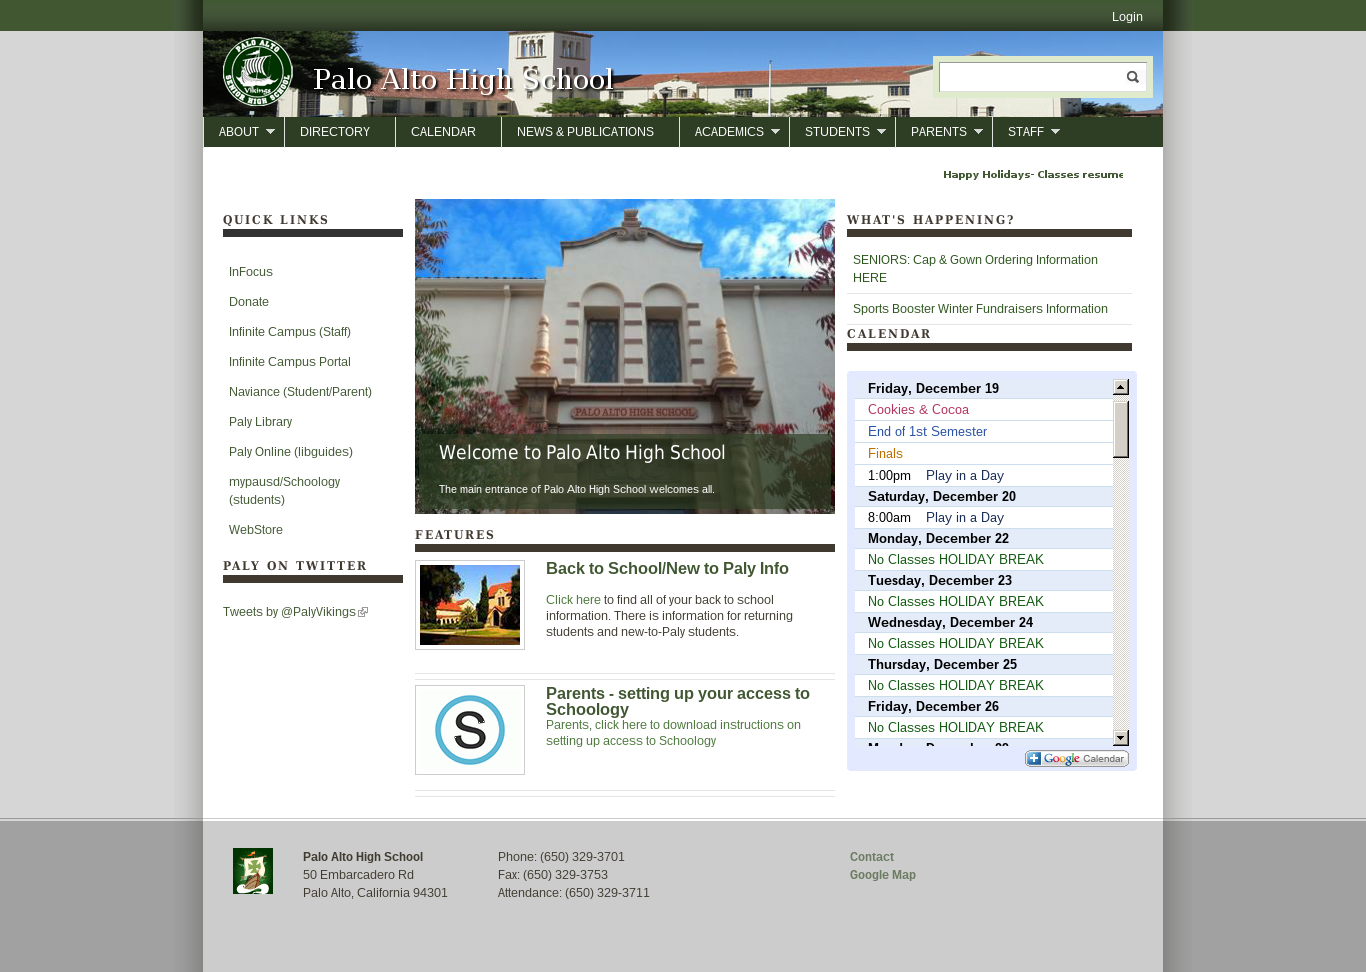 Login
PALO ALTO
Vikings
SENIOR HIGH SCHOOL
Palo Alto High School
ABOUT
DIRECTORY
CALENDAR
NEWS & PUBLICATIONS
ACADEMICS
STUDENTS
PARENTS
STAFF
Happy Holidays- Classes resume
QUICK LINKS
InFocus
Donate
Infinite Campus (Staff)
Infinite Campus Portal
Naviance (Student/Parent)
Paly Library
Paly Online (libguides)
mypausd/Schoology
(students)
WebStore
PALY ON TWITTER
Tweets by @PalyVikings
PALO ALTO HIGH SCHOOL
Welcome to Palo Alto High School
The main entrance of Palo Alto High School welcomes all.
FEATURES
Back to School/New to Paly Info
Click here to find all of your back to school
information. There is information for returning
students and new-to-Paly students.
S
Parents - setting up your access to
Schoology
Parents, click here to download instructions on
setting up access to Schoology
WHAT'S HAPPENING?
SENIORS: Cap & Gown Ordering Information
HERE
Sports Booster Winter Fundraisers Information
CALENDAR
Friday, December 19
Cookies & Cocoa
End of 1st Semester
Finals
1:00pm Play in a Day
Saturday, December 20
8:00am Play in a Day
Monday, December 22
No Classes HOLIDAY BREAK
Tuesday, December 23
No Classes HOLIDAY BREAK
Wednesday, December 24
No Classes HOLIDAY BREAK
Thursday, December 25
No Classes HOLIDAY BREAK
Friday, December 26
No Classes HOLIDAY BREAK
Google Calendar
Palo Alto High School
50 Embarcadero Rd
Palo Alto, California 94301
Phone: (650) 329-3701
Fax: (650) 329-3753
Attendance: (650) 329-3711
Contact
Google Map